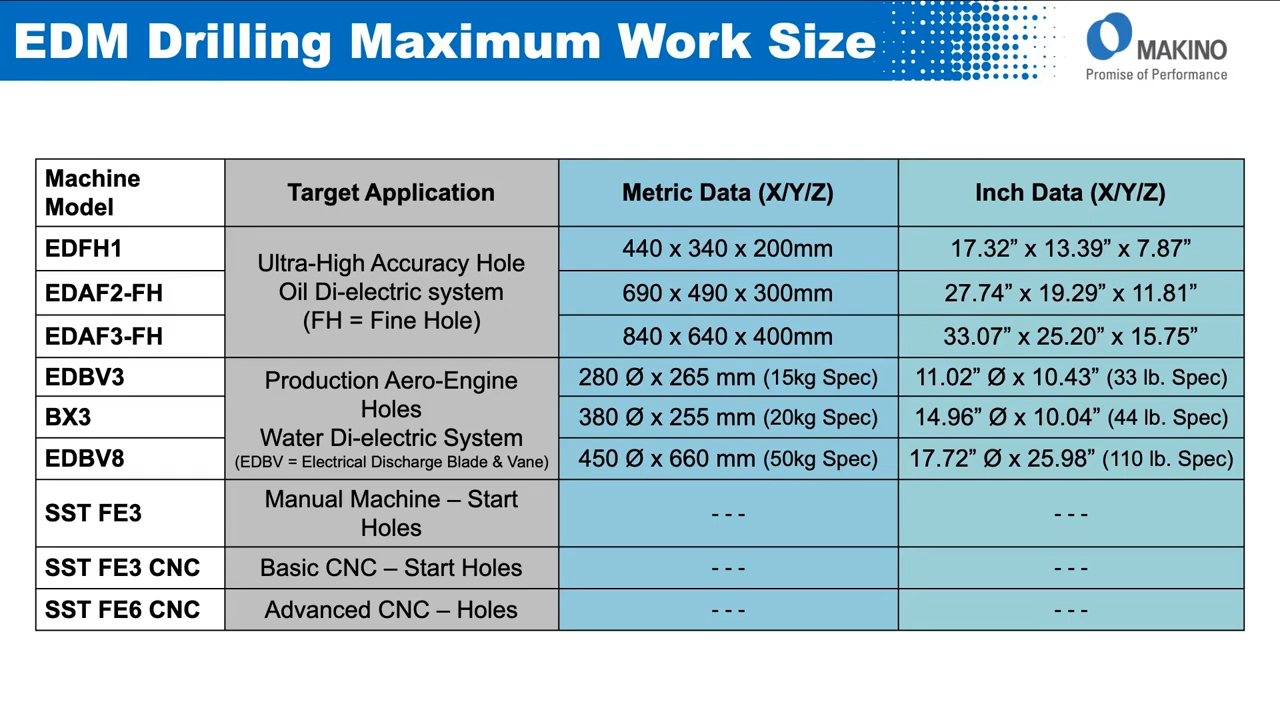 EDM Drilling Maximum Work Size
MAKINO
Promise of Performance
Machine
Model
Target Application
Metric Data (X/Y/Z)
Inch Data (X/Y/Z)
EDFH1
Ultra-High Accuracy Hole
Oil Di-electric system
(FH = Fine Hole)
440 x 340 x 200mm
17.32” x 13.39” x 7.87”
EDAF2-FH
690 x 490 x 300mm
27.74” x 19.29” x 11.81”
EDAF3-FH
840 x 640 x 400mm
33.07” x 25.20” x 15.75”
EDBV3
Production Aero-Engine
Holes
Water Di-electric System
(EDBV = Electrical Discharge Blade & Vane)
280 Ø x 265 mm (15kg Spec)
11.02” Ø x 10.43” (33 lb. Spec)
BX3
380 Ø x 255 mm (20kg Spec)
14.96” Ø x 10.04” (44 lb. Spec)
EDBV8
450 Ø x 660 mm (50kg Spec)
17.72” Ø x 25.98” (110 lb. Spec)
SST FE3
Manual Machine – Start
Holes
- - -
- - -
SST FE3 CNC
Basic CNC – Start Holes
- - -
- - -
SST FE6 CNC
Advanced CNC – Holes
- - -
- - -